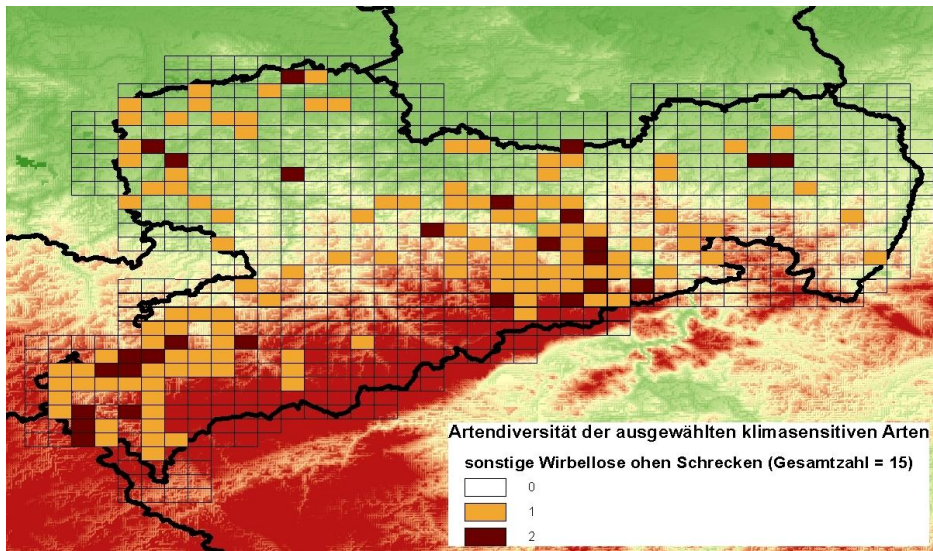 Artendiversität der ausgewählten klimasensitiven Arten
sonstige Wirbellose ohen Schrecken (Gesamtzahl = 15)
0
1
2